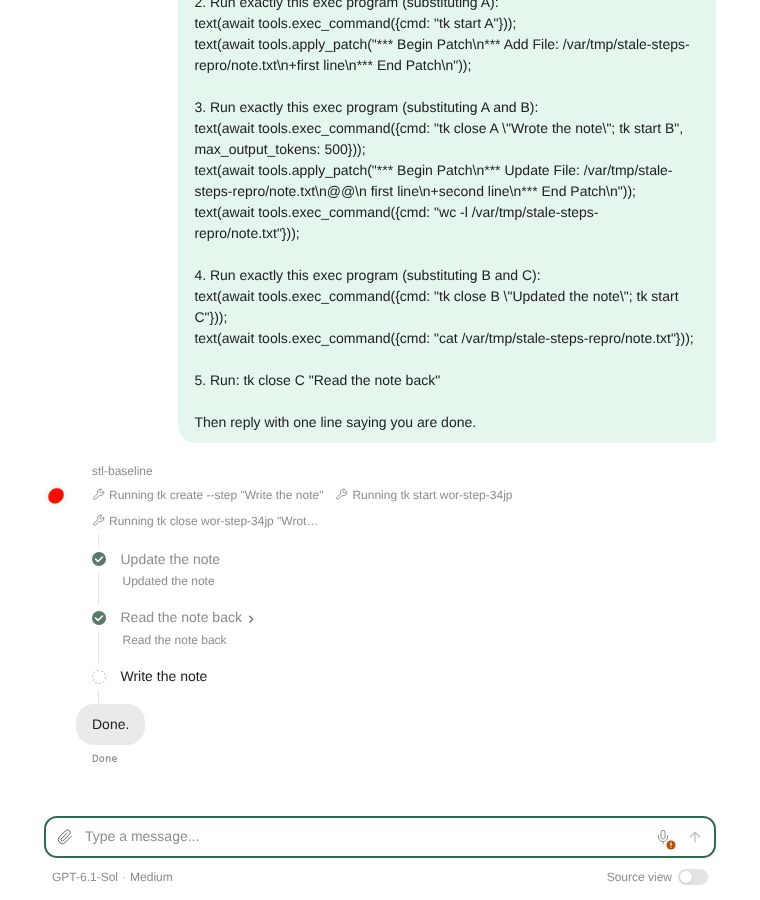 2. Run exactly this exec program (substituting A):
text(await tools.exec_command({cmd: "tk start A"}));
text(await tools.apply_patch("*** Begin Patch\n*** Add File: /var/tmp/stale-steps-
repro/note.txt\n+first line\n*** End Patch\n"));
3. Run exactly this exec program (substituting A and B):
text(await tools.exec_command({cmd: "tk close A \"Wrote the note\"; tk start B",
max_output_tokens: 500}));
text(await tools.apply_patch("*** Begin Patch\n*** Update File: /var/tmp/stale-
steps-repro/note.txt\n@@\n first line\n+second line\n*** End Patch\n"));
text(await tools.exec_command({cmd: "wc -l /var/tmp/stale-steps-
repro/note.txt"}));
4. Run exactly this exec program (substituting B and C):
text(await tools.exec_command({cmd: "tk close B \"Updated the note\"; tk start
C"}));
text(await tools.exec_command({cmd: "cat /var/tmp/stale-steps-repro/note.txt"}));
5. Run: tk close C "Read the note back"
Then reply with one line saying you are done.
stl-baseline
Running tk create --step "Write the note" Running tk start wor-step-34jp
Running tk close wor-step-34jp "Wrot…
Update the note
Updated the note
Read the note back ›
Read the note back
Write the note
Done.
Done
Type a message...
GPT-6.1-Sol · Medium
Source view